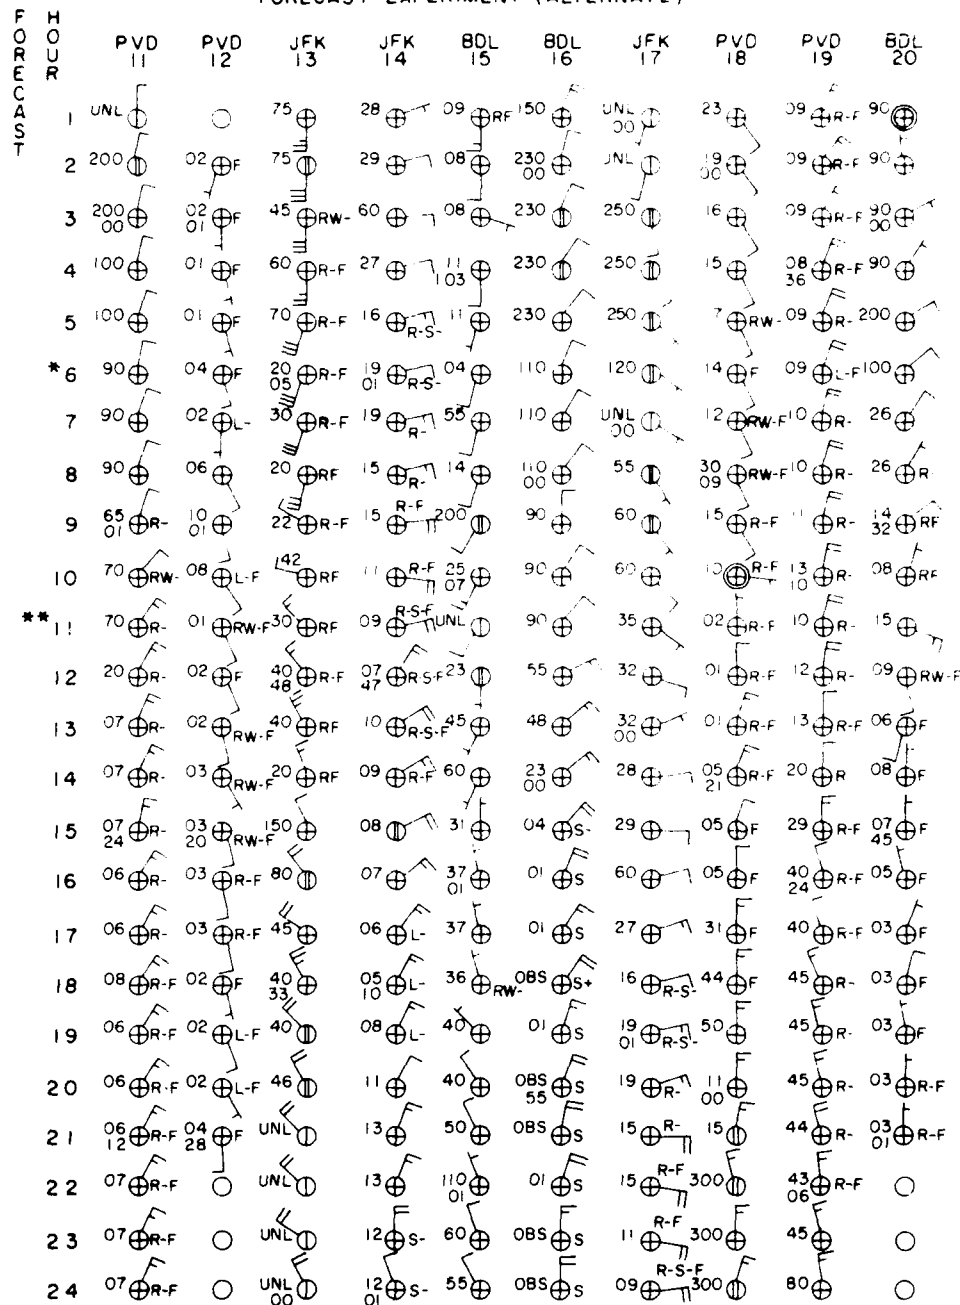 FORECAST EXPERIMENT (ALTERNATE)
FORECAST HOUR
PVD PVD JFK JFK BDL BDL JFK PVD PVD BDL
11 12 13 14 15 16 17 18 19 20
1 UNL 75 28 09 RF 150 UNL 23 09 R-F 90
00
2 200 02 F 75 29 08 230 UNL 19 09 R-F 90
00 00
3 200 02 F 45 RW- 60 08 230 250 16 09 R-F 90
00 01 00
4 100 01 F 60 R-F 27 11 230 250 15 08 R-F 90
103 36
5 100 01 F 70 R-F 16 R-S- 11 230 250 7 RW- 09 R- 200
*6 90 04 F 20 R-F 19 R-S- 04 110 120 14 F 09 L-F 100
05 01
7 90 02 L- 30 R-F 19 R- 55 110 UNL 12 RW-F 10 R- 26
00
8 90 06 20 RF 15 R- 14 110 55 30 RW-F 10 R- 26 R
00 09
9 65 R- 10 22 R-F 15 R-F 200 90 60 15 R-F 11 R- 14 RF
01 01 32
10 70 RW- 08 L-F 42 RF 11 R-F 25 90 60 10 R-F 13 R- 08 RF
07 10
**11 70 R- 01 RW-F 30 RF 09 R-S-F UNL 90 35 02 R-F 10 R- 15
12 20 R- 02 F 40 R-F 07 R-S-F 23 55 32 01 R-F 12 R- 09 RW-F
48 47
13 07 R- 02 RW-F 40 RF 10 R-S-F 45 48 32 01 R-F 13 R-F 06 F
00
14 07 R- 03 RW-F 20 RF 09 R-F 60 23 28 05 R-F 20 R 08 F
00 21
15 07 R- 03 RW-F 150 08 31 04 S- 29 05 F 29 R-F 07 F
24 20 45
16 06 R- 03 R-F 80 07 37 01 S 60 05 F 40 R-F 05 F
01 24
17 06 R- 03 R-F 45 06 L- 37 01 S 27 31 F 40 R-F 03 F
18 08 R-F 02 F 40 05 L- 36 RW- OBS S+ 16 R-S- 44 F 45 R- 03 F
33 10
19 06 R-F 02 L-F 40 08 L- 40 01 S 19 R-S- 50 45 R- 03 F
01
20 06 R-F 02 L-F 46 11 40 OBS S 19 R- 11 45 R- 03 R-F
55 00
21 06 R-F 04 F UNL 13 50 OBS S 15 R- 15 44 R- 03 R-F
12 28 01
22 07 R-F UNL 13 110 01 S 15 R-F 300 43 R-F
01 06
23 07 R-F UNL 12 S- 60 OBS S 11 R-F 300 45
24 07 R-F UNL 12 S- 55 OBS S 09 R-S-F 300 80
00 01